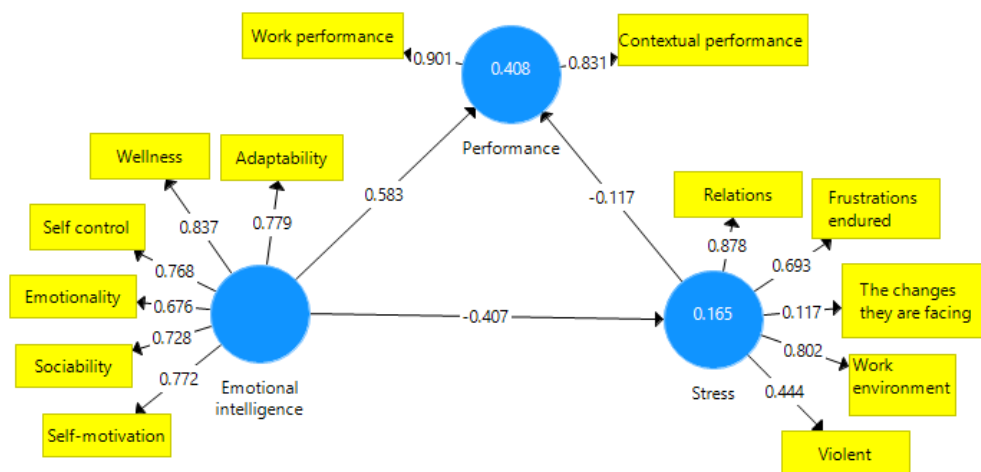 Work performance
Contextual performance
0.901
0.408
0.831
Performance
Wellness
Adaptability
Self control
0.837
0.779
0.768
Emotionality
0.676
Sociability
0.728
0.772
Self-motivation
Emotional
intelligence
0.583
-0.117
-0.407
Relations
Frustrations
endured
0.878
0.693
The changes
they are facing
0.117
0.165
0.802
Work
environment
0.444
Stress
Violent